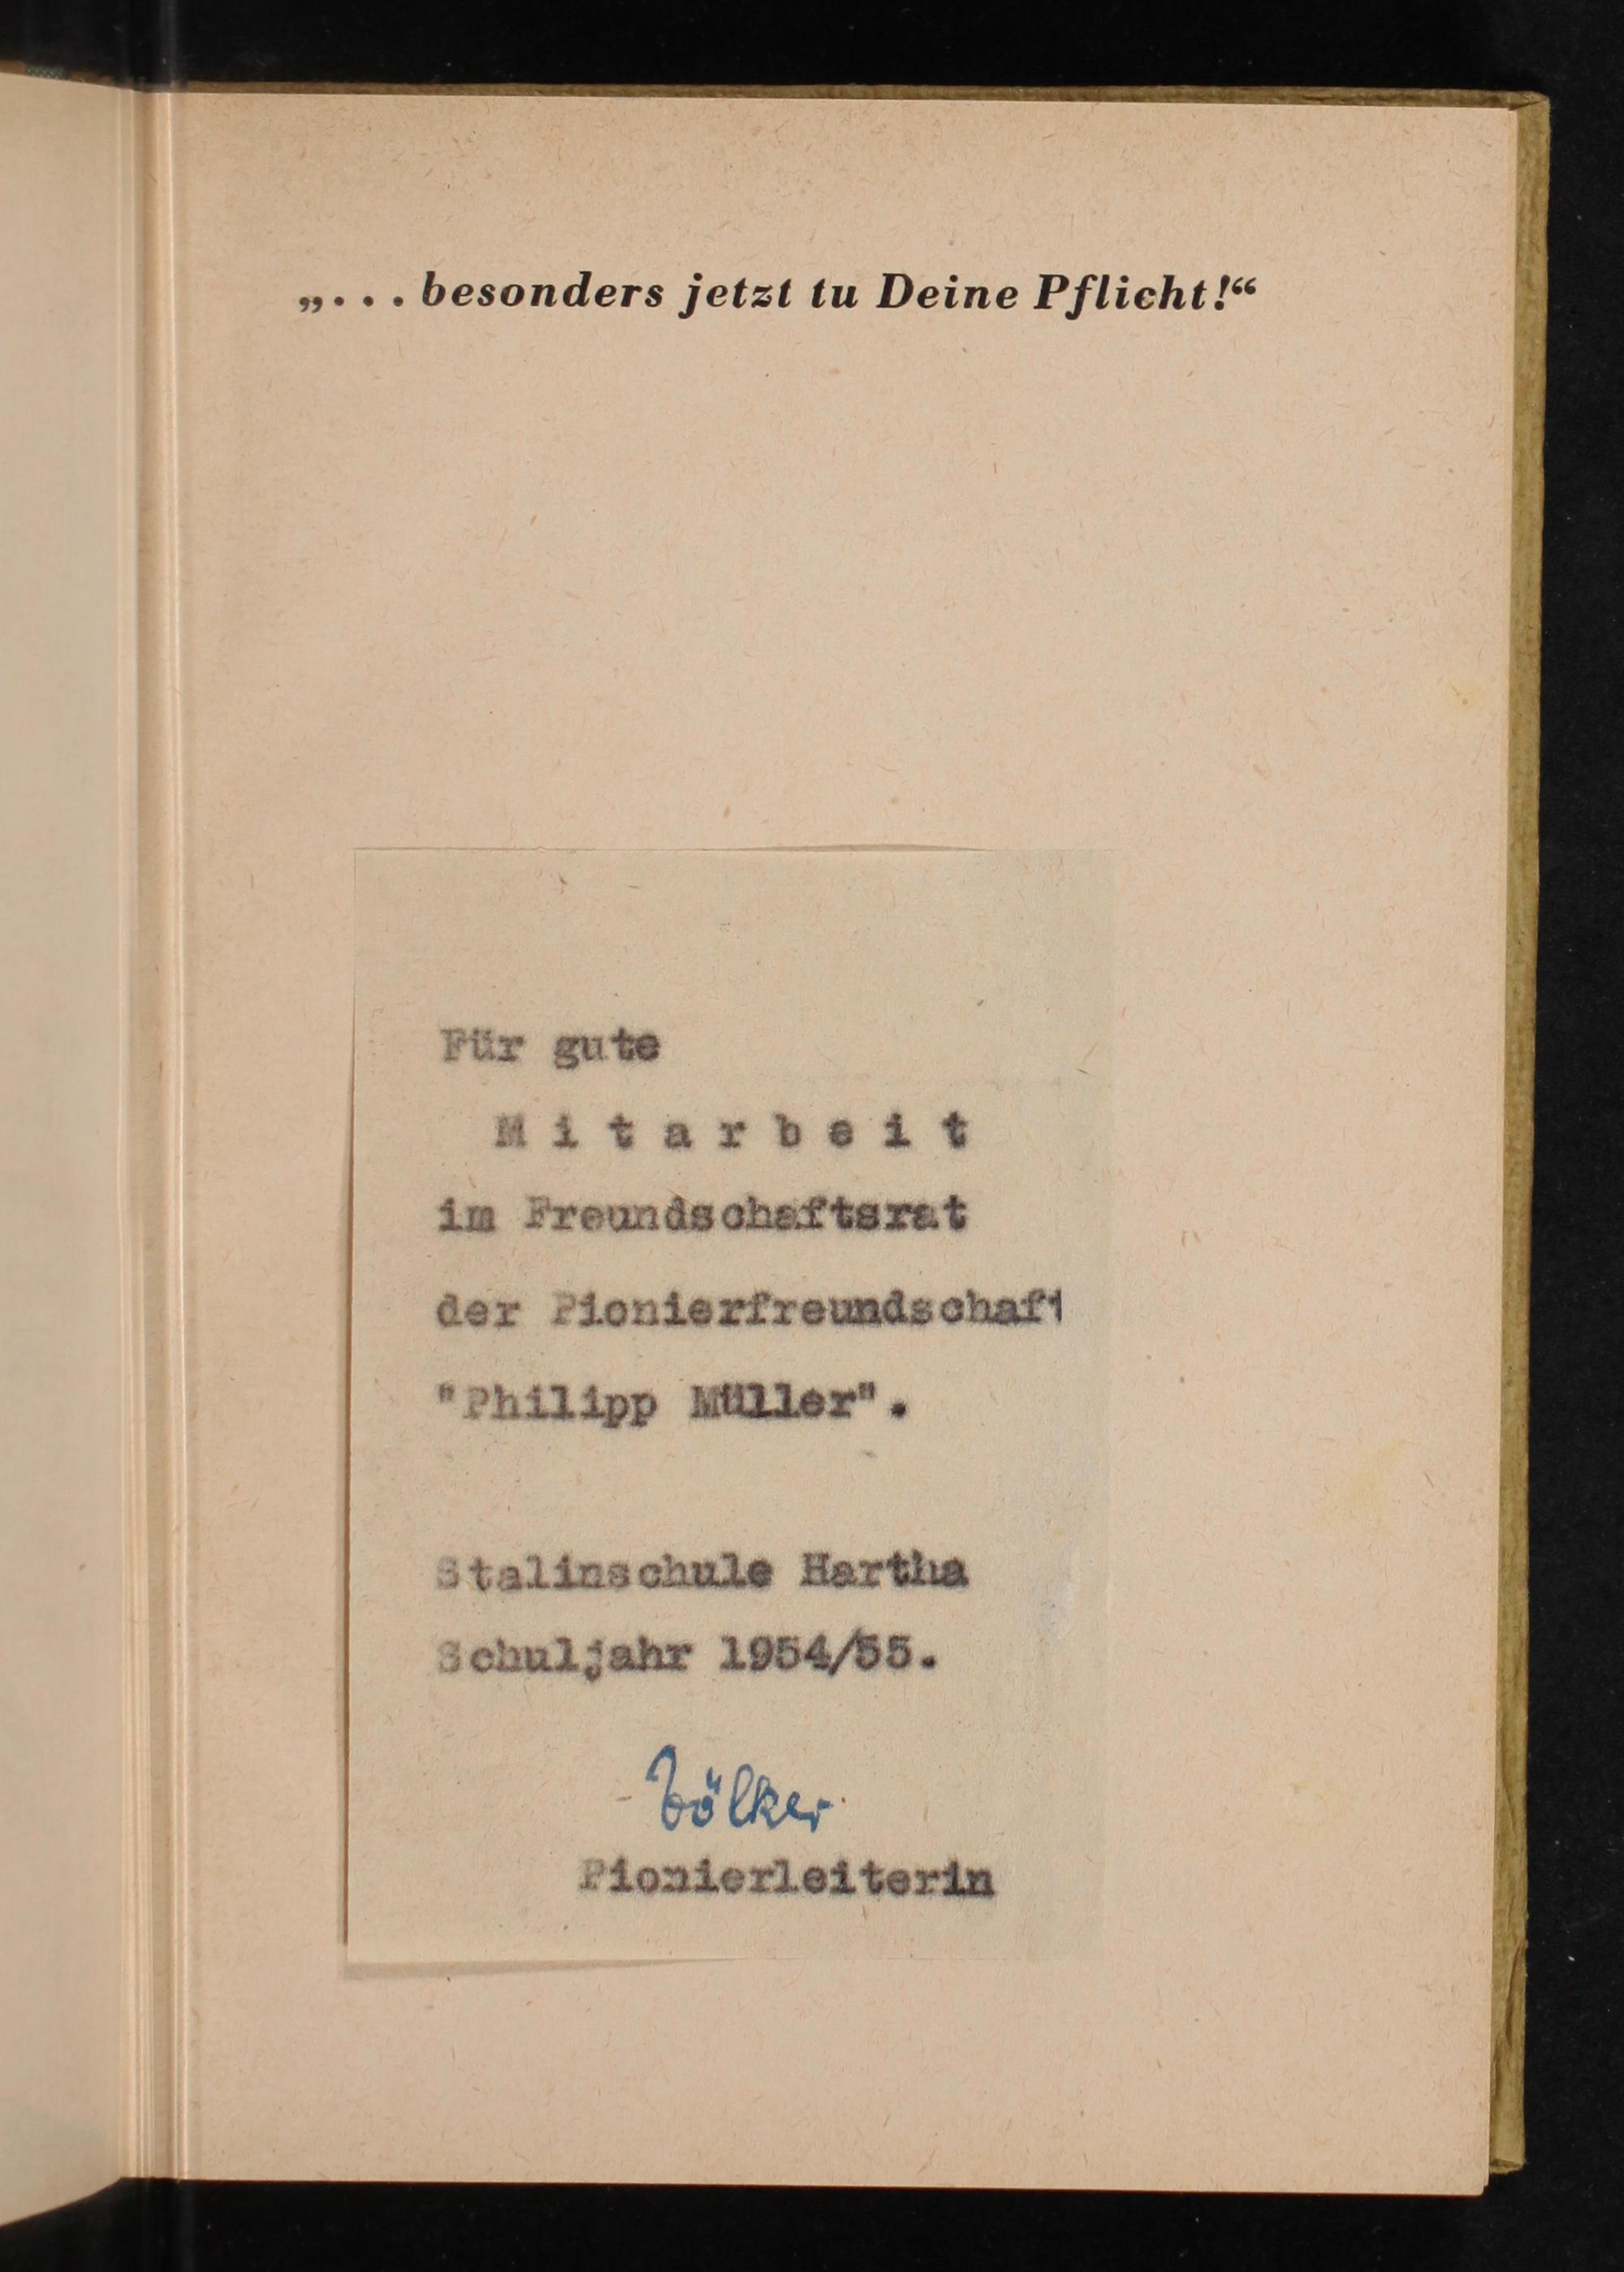 „. . . besonders jetzt tu Deine Pflicht!“
Für gute
M i t a r b e i t
im Freundschaftsrat
der Pionierfreundschaft
"Philipp Müller".
Stalinschule Hartha
Schuljahr 1954/55.
Völker
Pionierleiterin